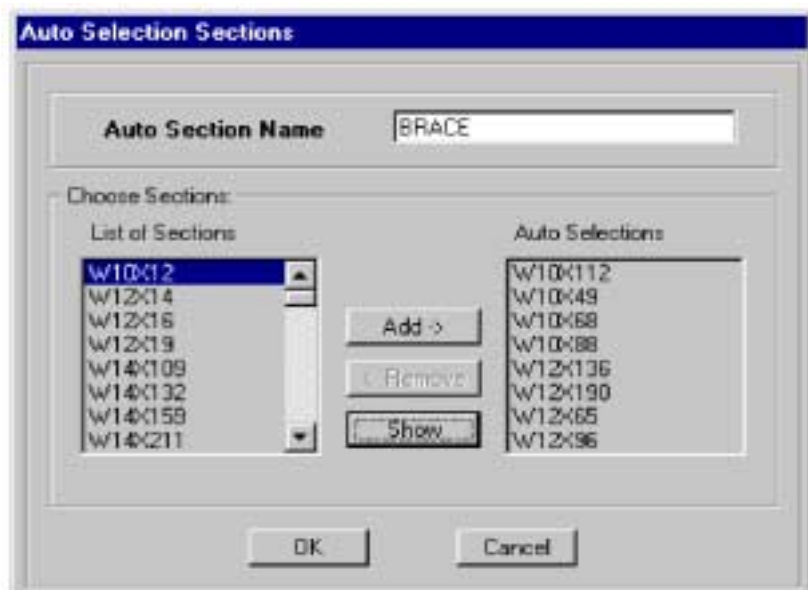 Auto Selection Sections
Auto Section Name
BRACE
Choose Sections:
List of Sections
W10X12
W12X14
W12X16
W12X19
W14X109
W14X132
W14X159
W14X211
Add ->
<- Remove
Show
Auto Selections
W10X112
W10X49
W10X68
W10X88
W12X136
W12X190
W12X65
W12X96
OK
Cancel